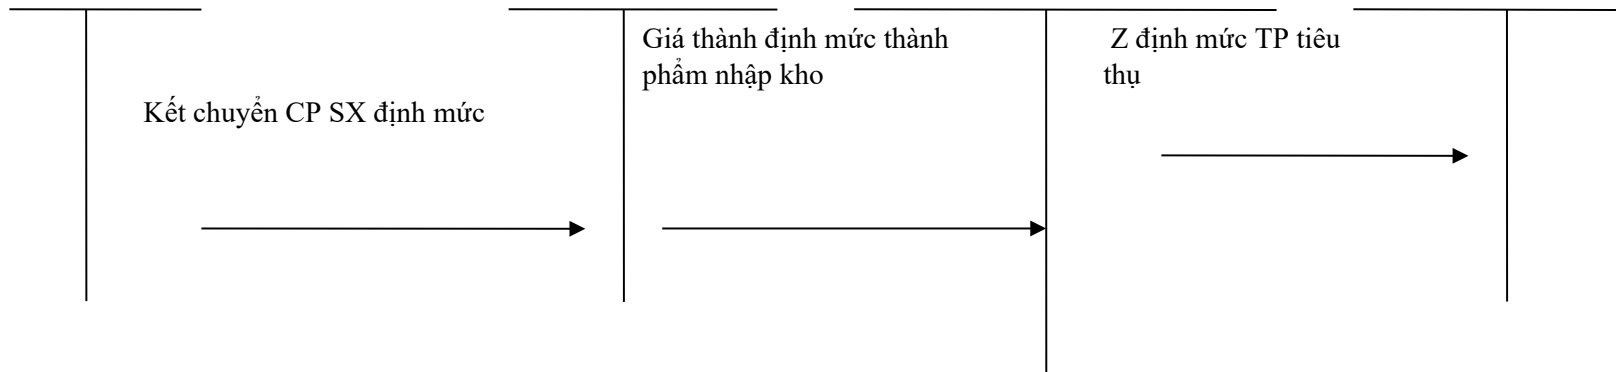 Giá thành định mức thành
phẩm nhập kho
Z định mức TP tiêu
thụ
Kết chuyển CP SX định mức